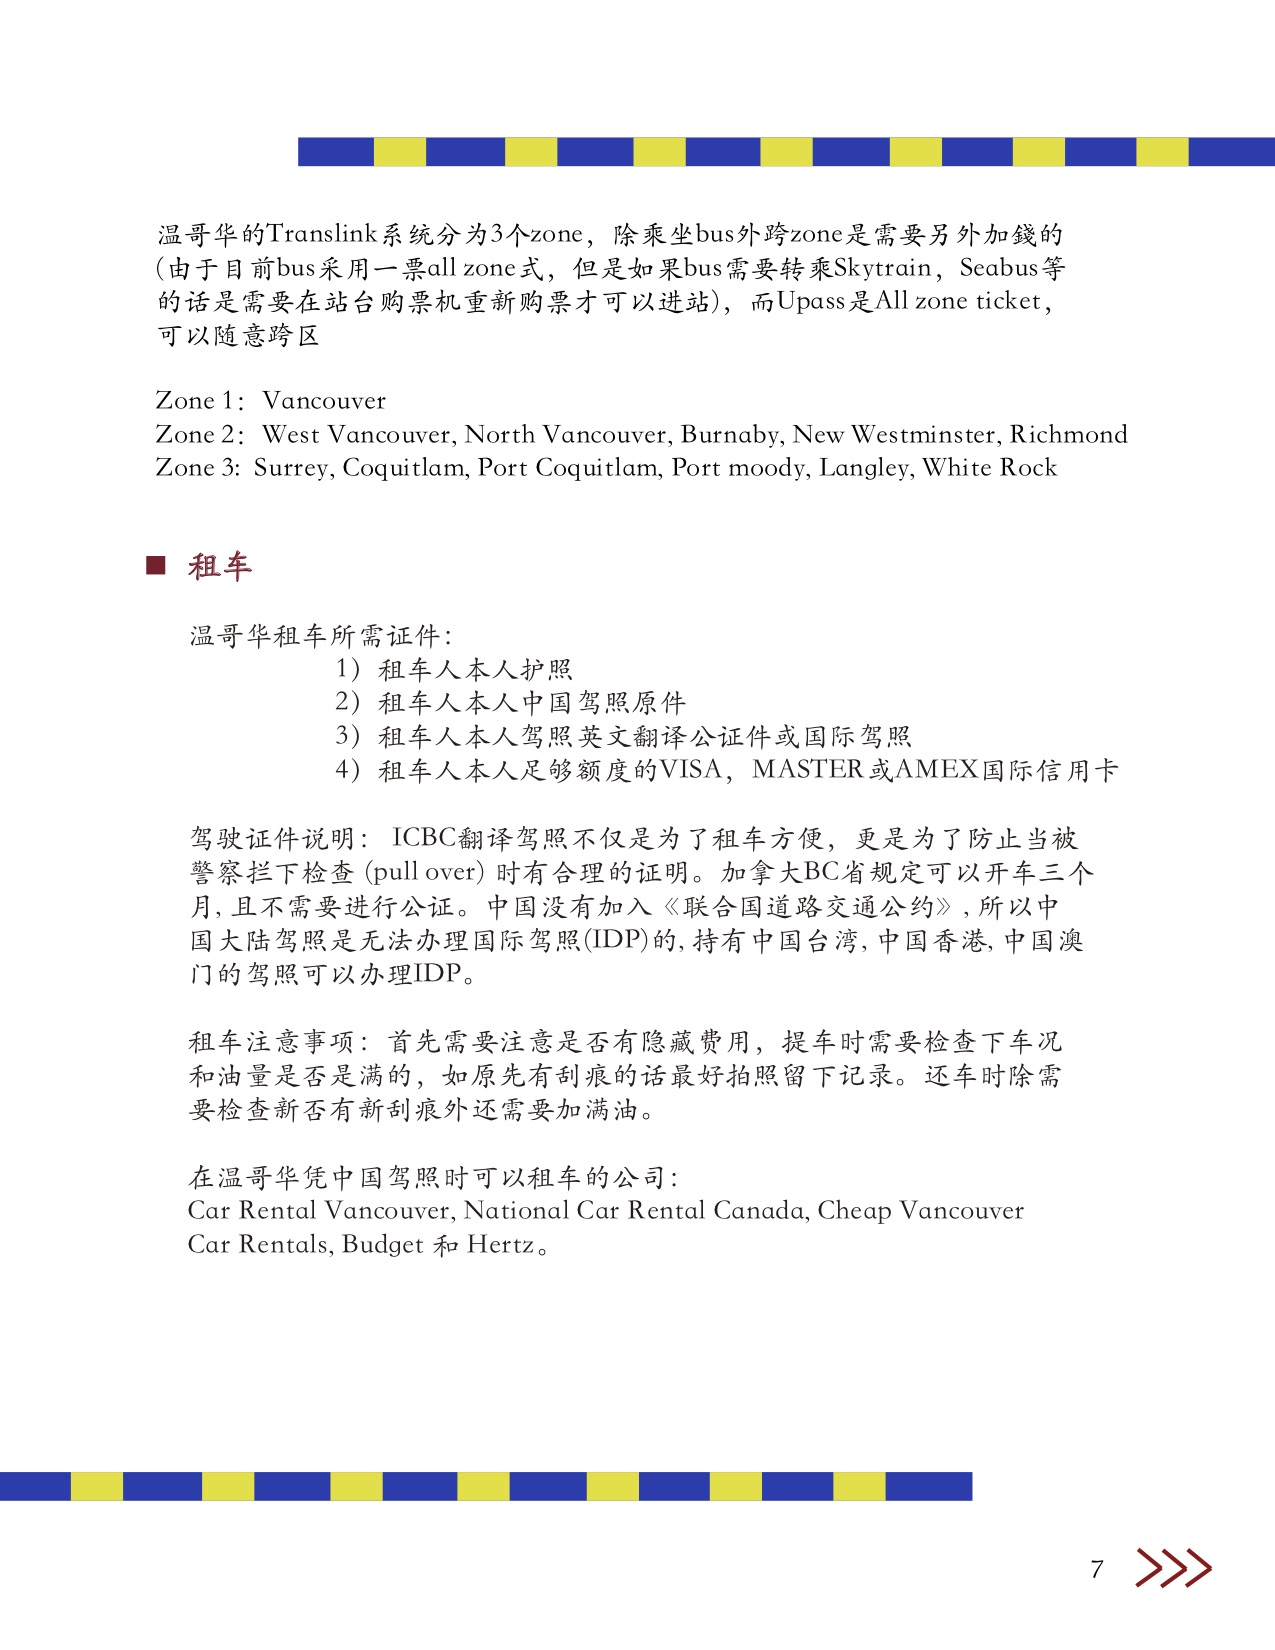 温哥华的Translink系统分为3个zone，除乘坐bus外跨zone是需要另外加錢的
(由于目前bus采用一票all zone式，但是如果bus需要转乘Skytrain，Seabus等
的话是需要在站台购票机重新购票才可以进站)，而Upass是All zone ticket，
可以随意跨区
Zone 1：Vancouver
Zone 2：West Vancouver, North Vancouver, Burnaby, New Westminster, Richmond
Zone 3: Surrey, Coquitlam, Port Coquitlam, Port moody, Langley, White Rock
■ 租车
温哥华租车所需证件：
1）租车人本人护照
2）租车人本人中国驾照原件
3）租车人本人驾照英文翻译公证件或国际驾照
4）租车人本人足够额度的VISA，MASTER或AMEX国际信用卡
驾驶证件说明： ICBC翻译驾照不仅是为了租车方便，更是为了防止当被
警察拦下检查 (pull over) 时有合理的证明。加拿大BC省规定可以开车三个
月, 且不需要进行公证。中国没有加入《联合国道路交通公约》, 所以中
国大陆驾照是无法办理国际驾照(IDP)的, 持有中国台湾, 中国香港, 中国澳
门的驾照可以办理IDP。
租车注意事项：首先需要注意是否有隐藏费用，提车时需要检查下车况
和油量是否是满的，如原先有刮痕的话最好拍照留下记录。还车时除需
要检查新否有新刮痕外还需要加满油。
在温哥华凭中国驾照时可以租车的公司：
Car Rental Vancouver, National Car Rental Canada, Cheap Vancouver
Car Rentals, Budget 和 Hertz。
7